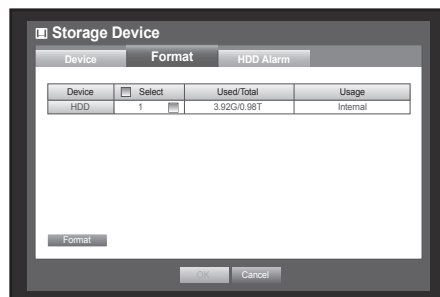 Storage Device
Device Format HDD Alarm
Device Select Used/Total Usage
HDD 1 3.92G/0.98T Internal
Format
OK Cancel